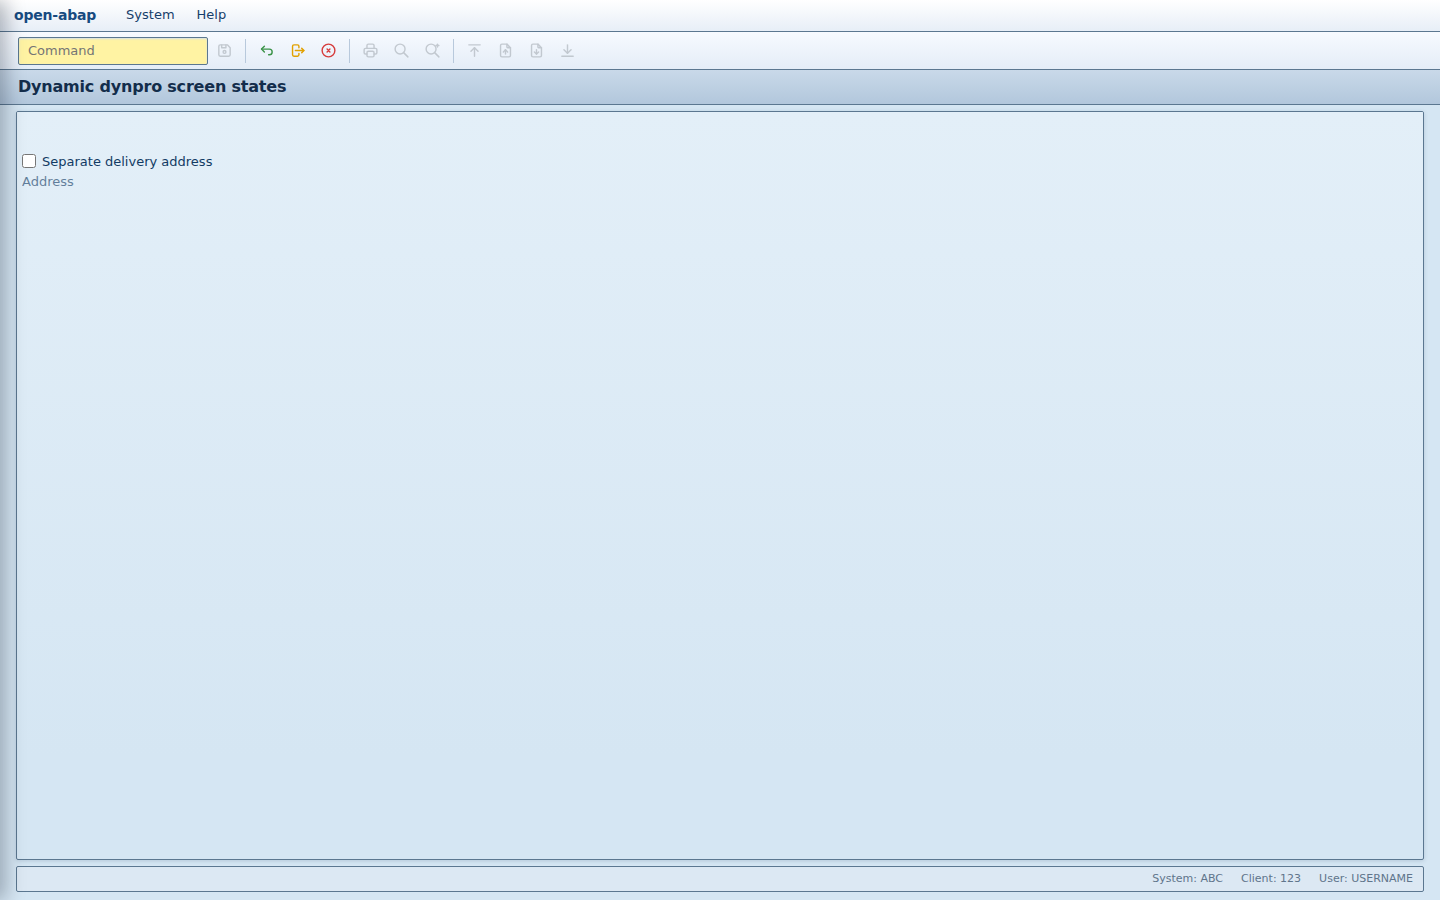 open-abap System Help
Command
Dynamic dynpro screen states
Separate delivery address
Address
System: ABC Client: 123 User: USERNAME